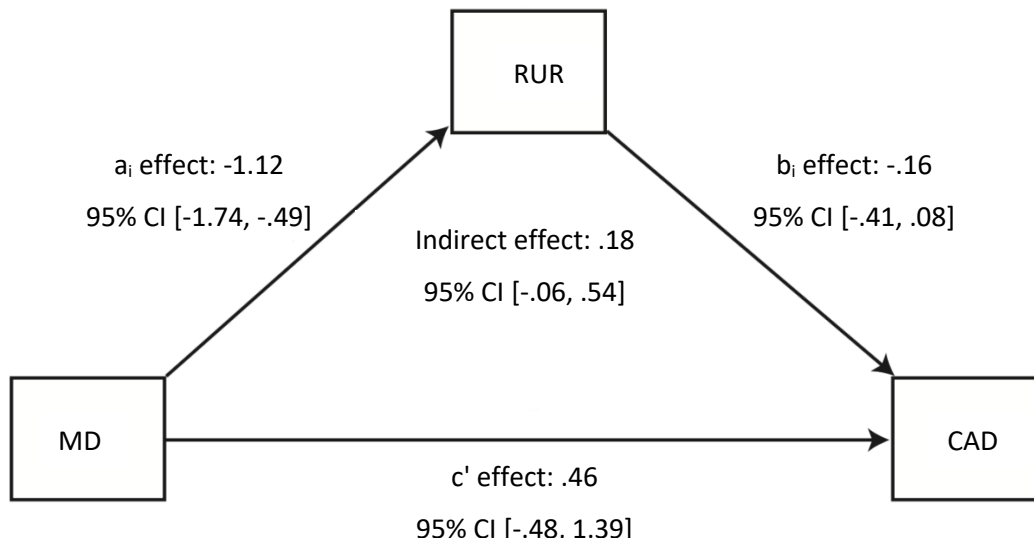 RUR
aᵢ effect: -1.12
95% CI [-1.74, -.49]
bᵢ effect: -.16
95% CI [-.41, .08]
Indirect effect: .18
95% CI [-.06, .54]
MD
CAD
c' effect: .46
95% CI [-.48, 1.39]